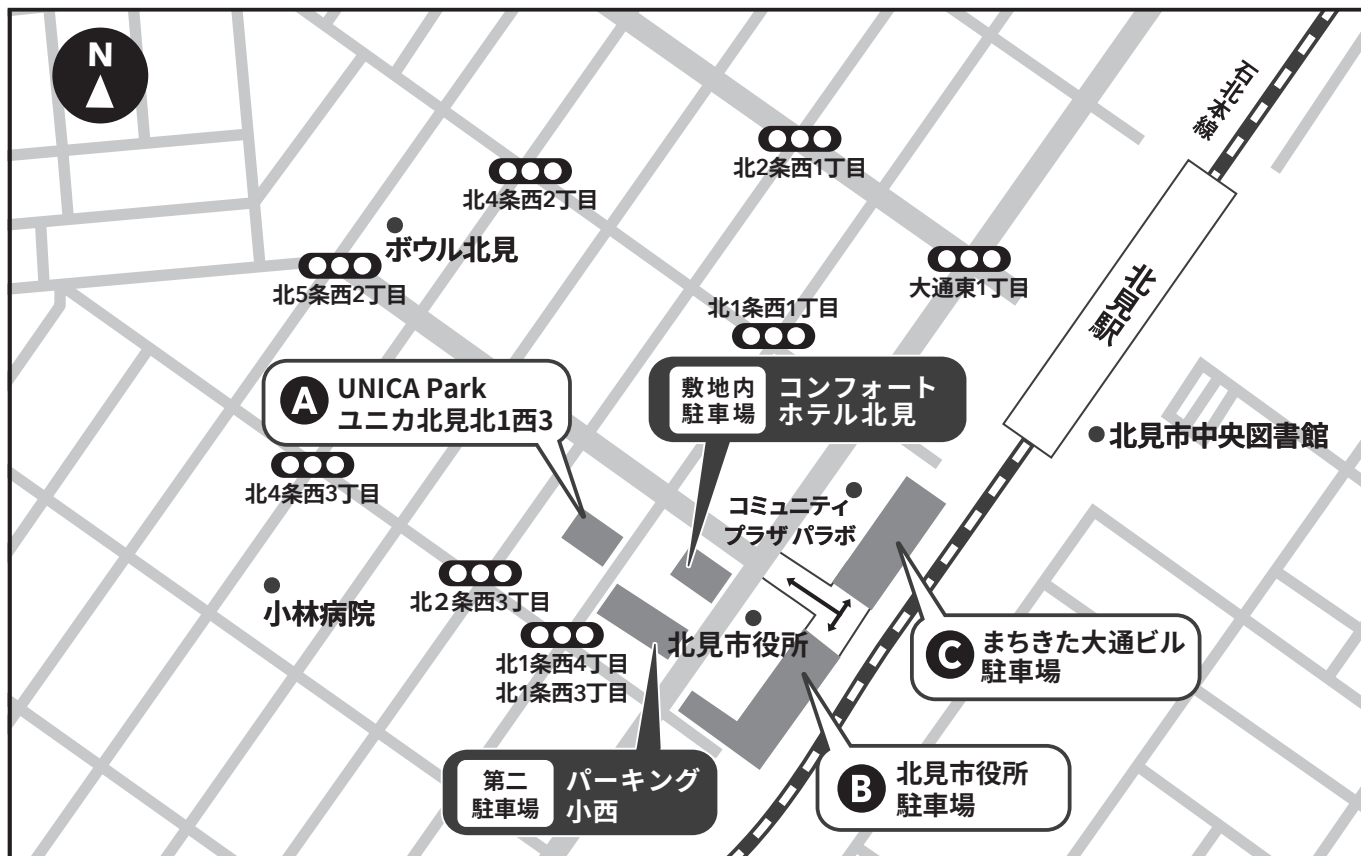 N
石北本線
北2条西1丁目
北4条西2丁目
ボウル北見
北5条西2丁目
大通東1丁目
北見駅
北1条西1丁目
A
UNICA Park
ユニカ北見北1西3
敷地内
駐車場
コンフォート
ホテル北見
北見市中央図書館
北4条西3丁目
コミュニティ
プラザ パラボ
小林病院
北2条西3丁目
北1条西4丁目
北1条西3丁目
北見市役所
C
まちきた大通ビル
駐車場
第二
駐車場
パーキング
小西
B
北見市役所
駐車場